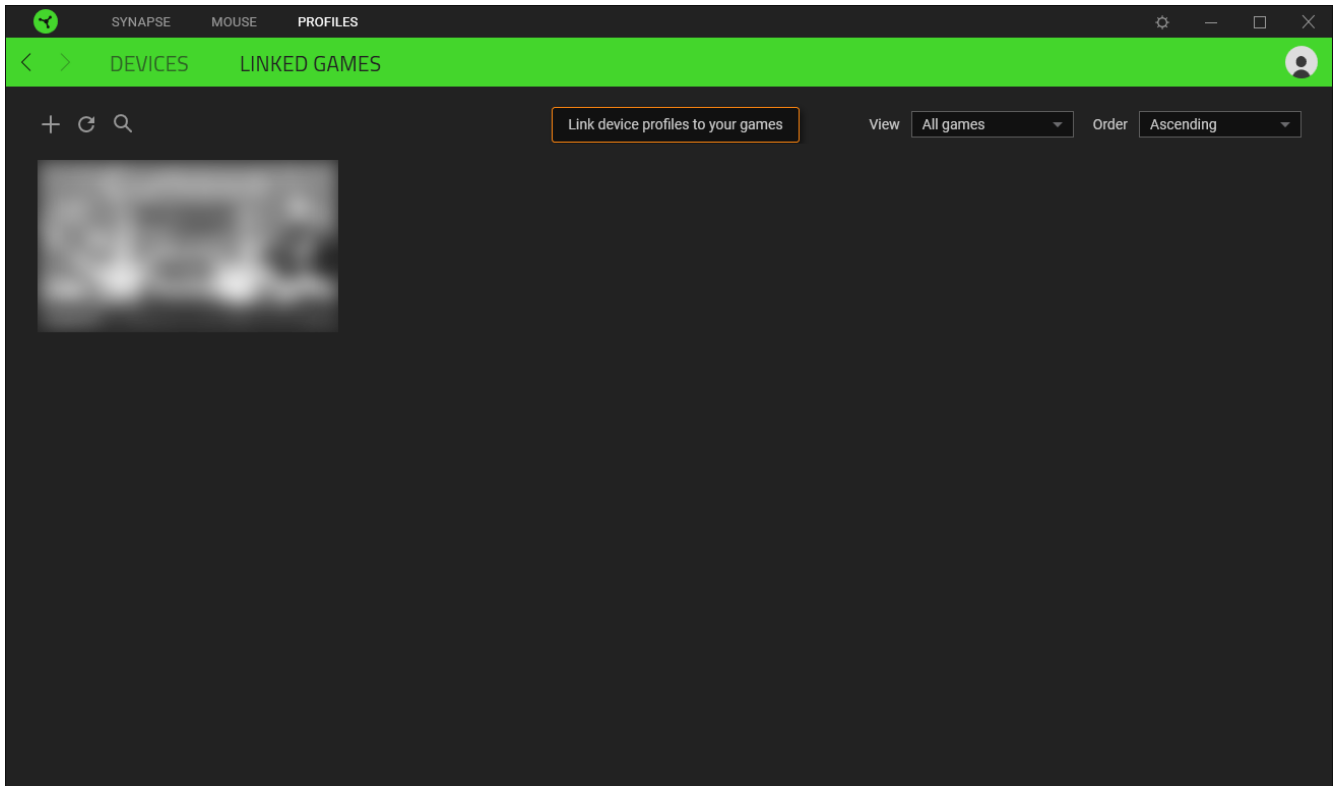 SYNAPSE MOUSE PROFILES
DEVICES LINKED GAMES
Link device profiles to your games View All games Order Ascending